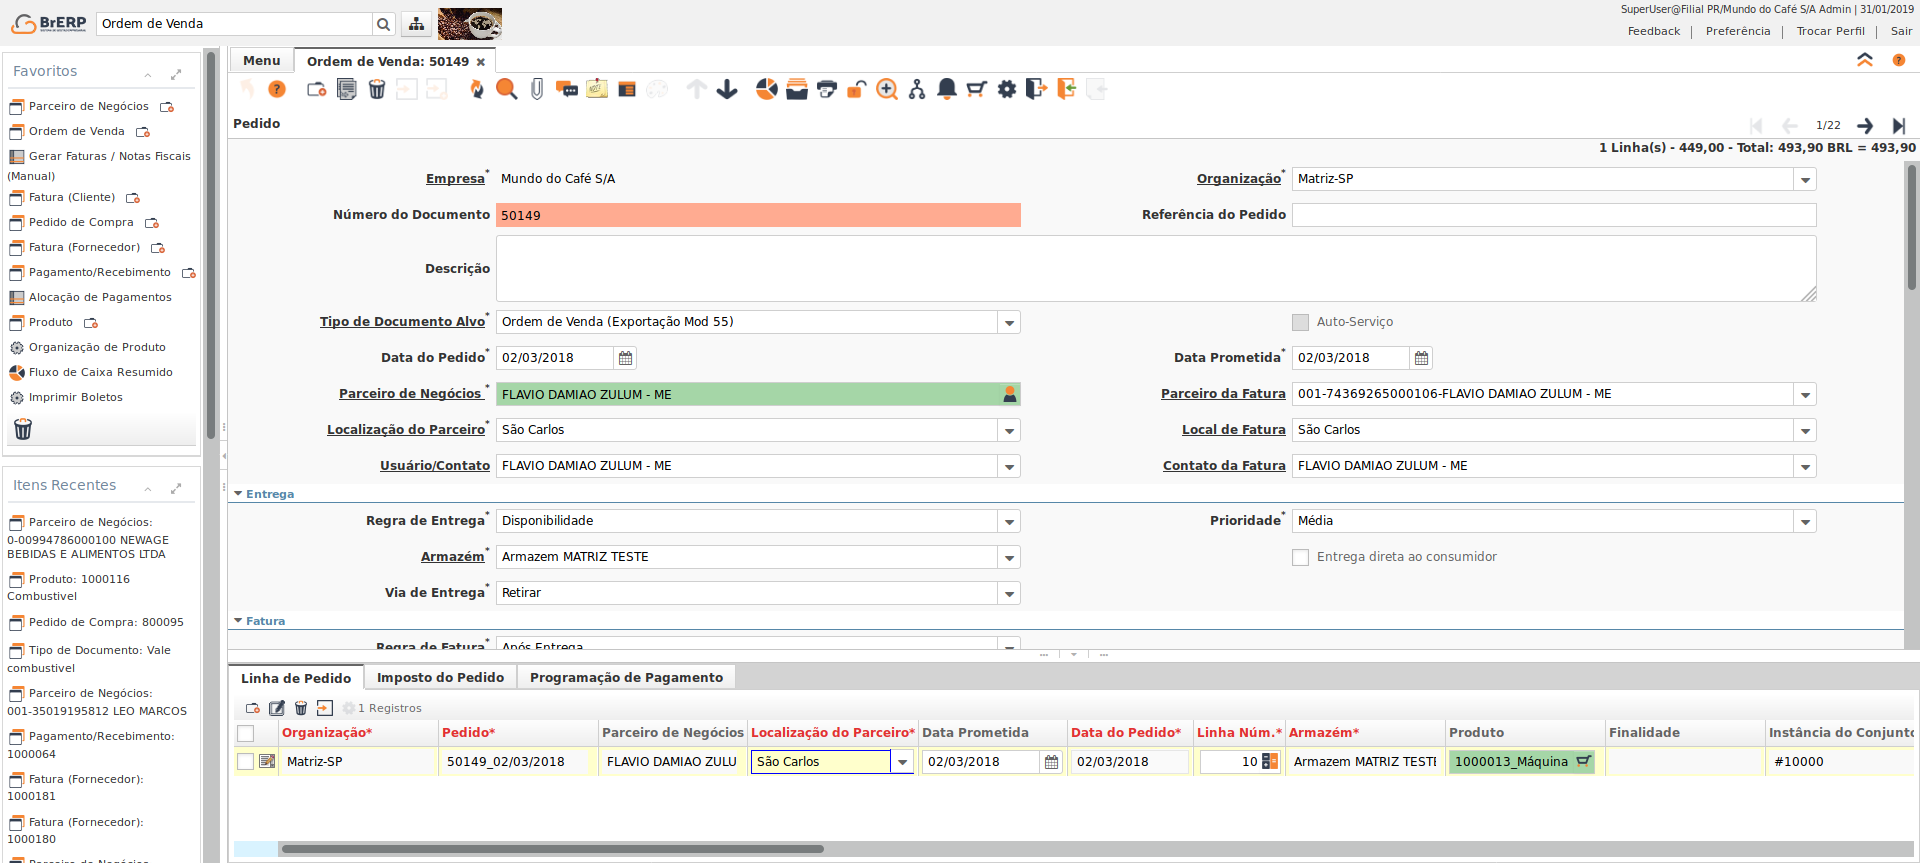 BrERP
Ordem de Venda
SuperUser@Filial PR/Mundo do Café S/A Admin | 31/01/2019
Feedback | Preferência | Trocar Perfil | Sair
Favoritos
Parceiro de Negócios
Ordem de Venda
Gerar Faturas / Notas Fiscais
(Manual)
Fatura (Cliente)
Pedido de Compra
Fatura (Fornecedor)
Pagamento/Recebimento
Alocação de Pagamentos
Produto
Organização de Produto
Fluxo de Caixa Resumido
Imprimir Boletos
Itens Recentes
Parceiro de Negócios:
0-00994786000100 NEWAGE
BEBIDAS E ALIMENTOS LTDA
Produto: 1000116
Combustivel
Pedido de Compra: 800095
Tipo de Documento: Vale
combustivel
Parceiro de Negócios:
001-35019195812 LEO MARCOS
Pagamento/Recebimento:
1000064
Fatura (Fornecedor):
1000181
Fatura (Fornecedor):
1000180
Parceiro de Negócios
Menu Ordem de Venda: 50149
Pedido 1/22
1 Linha(s) - 449,00 - Total: 493,90 BRL = 493,90
Empresa* Mundo do Café S/A Organização* Matriz-SP
Número do Documento 50149 Referência do Pedido
Descrição
Tipo de Documento Alvo* Ordem de Venda (Exportação Mod 55) Auto-Serviço
Data do Pedido* 02/03/2018 Data Prometida* 02/03/2018
Parceiro de Negócios* FLAVIO DAMIAO ZULUM - ME Parceiro da Fatura 001-74369265000106-FLAVIO DAMIAO ZULUM - ME
Localização do Parceiro* São Carlos Local de Fatura São Carlos
Usuário/Contato FLAVIO DAMIAO ZULUM - ME Contato da Fatura FLAVIO DAMIAO ZULUM - ME
Entrega
Regra de Entrega* Disponibilidade Prioridade* Média
Armazém* Armazem MATRIZ TESTE Entrega direta ao consumidor
Via de Entrega* Retirar
Fatura
Regra de Fatura* Após Entrega
Linha de Pedido Imposto do Pedido Programação de Pagamento
1 Registros
Organização* Pedido* Parceiro de Negócios Localização do Parceiro* Data Prometida Data do Pedido* Linha Núm.* Armazém* Produto Finalidade Instância do Conjunto
Matriz-SP 50149_02/03/2018 FLAVIO DAMIAO ZULU São Carlos 02/03/2018 02/03/2018 10 Armazem MATRIZ TESTE 1000013_Máquina #10000